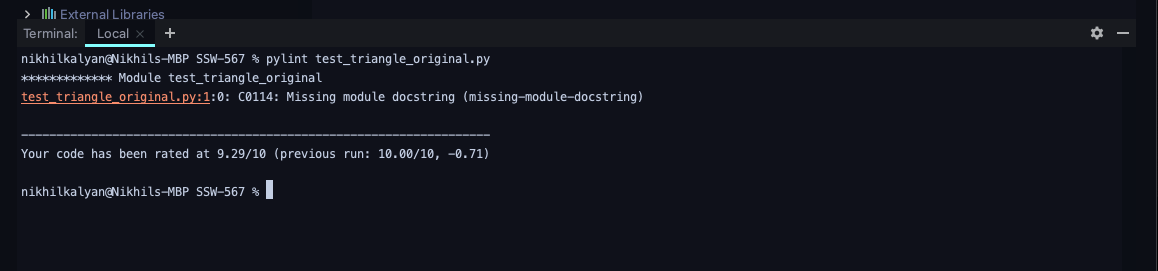 External Libraries
Terminal: Local × +
nikhilkalyan@Nikhils-MBP SSW-567 % pylint test_triangle_original.py
************* Module test_triangle_original
test_triangle_original.py:1:0: C0114: Missing module docstring (missing-module-docstring)
-------------------------------------------------------------------
Your code has been rated at 9.29/10 (previous run: 10.00/10, -0.71)
nikhilkalyan@Nikhils-MBP SSW-567 %